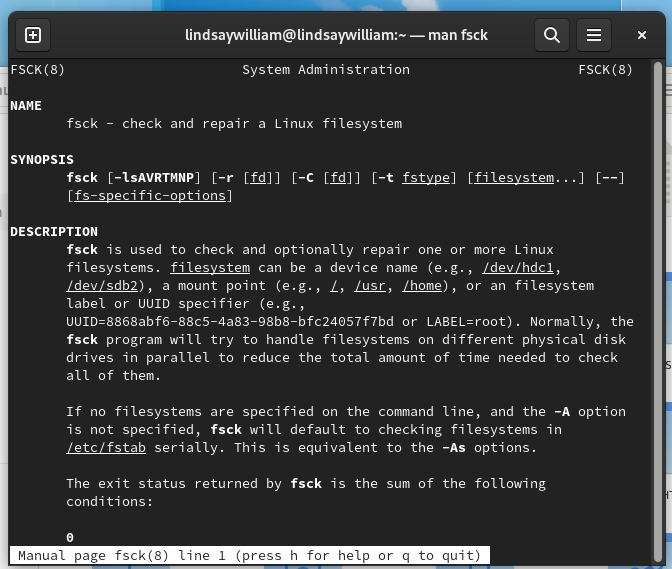 lindsaywilliam@lindsaywilliam:~ — man fsck
FSCK(8) System Administration FSCK(8)
NAME
fsck - check and repair a Linux filesystem
SYNOPSIS
fsck [-lsAVRTMNP] [-r [fd]] [-C [fd]] [-t fstype] [filesystem...] [--]
[fs-specific-options]
DESCRIPTION
fsck is used to check and optionally repair one or more Linux
filesystems. filesystem can be a device name (e.g., /dev/hdc1,
/dev/sdb2), a mount point (e.g., /, /usr, /home), or an filesystem
label or UUID specifier (e.g.,
UUID=8868abf6-88c5-4a83-98b8-bfc24057f7bd or LABEL=root). Normally, the
fsck program will try to handle filesystems on different physical disk
drives in parallel to reduce the total amount of time needed to check
all of them.
If no filesystems are specified on the command line, and the -A option
is not specified, fsck will default to checking filesystems in
/etc/fstab serially. This is equivalent to the -As options.
The exit status returned by fsck is the sum of the following
conditions:
0
Manual page fsck(8) line 1 (press h for help or q to quit)